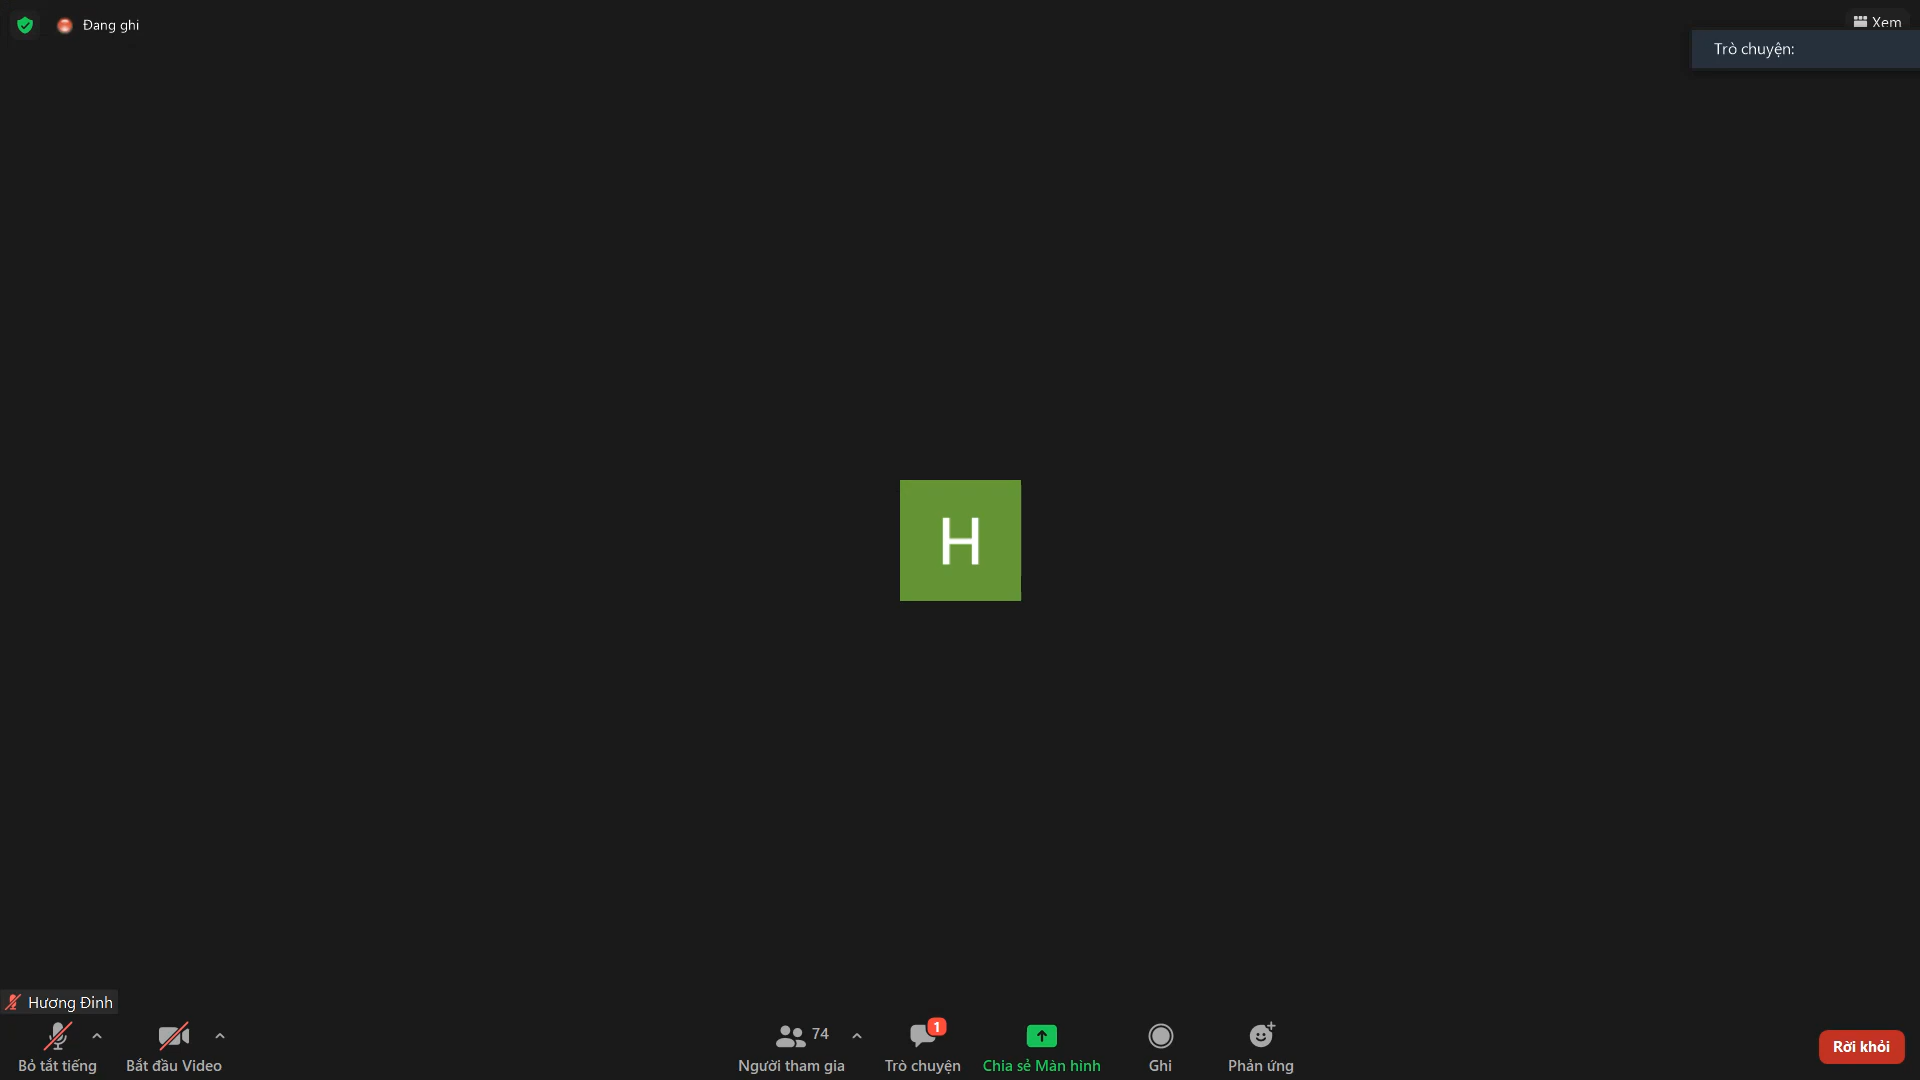 Đang ghi
Xem
Trò chuyện:
H
Hương Đinh
Bỏ tắt tiếng
Bắt đầu Video
74
Người tham gia
1
Trò chuyện
Chia sẻ Màn hình
Ghi
Phản ứng
Rời khỏi